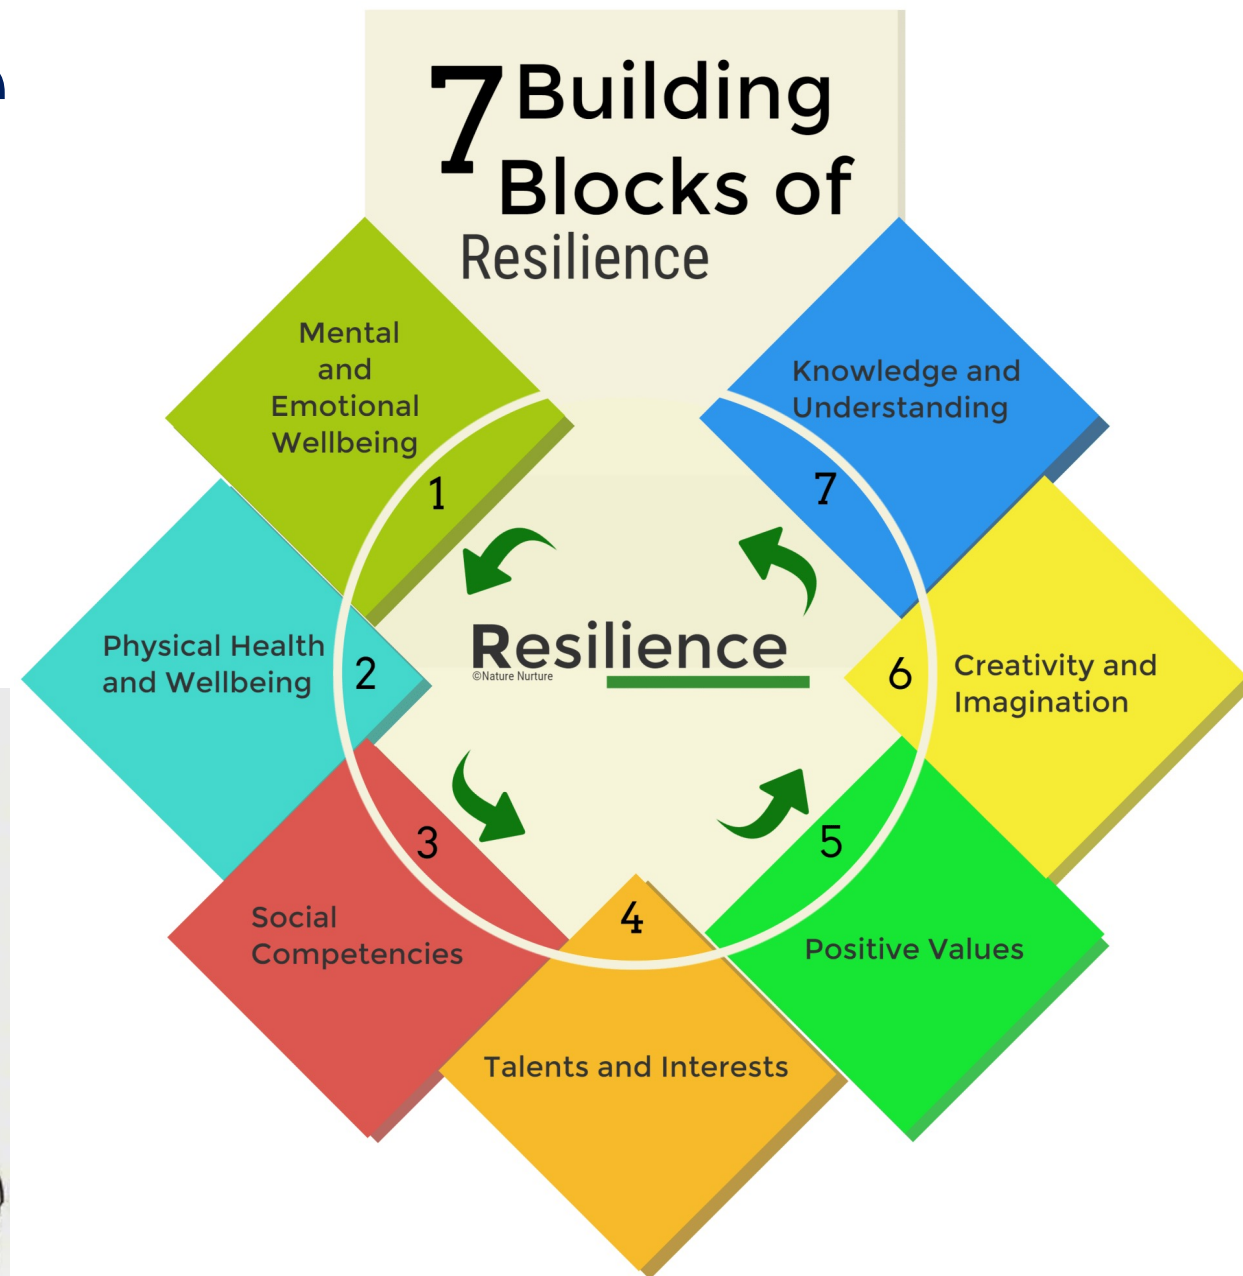 7 Building
Blocks of
Resilience
Mental
and
Emotional
Wellbeing
1
Physical Health
and Wellbeing
2
Social
Competencies
3
Talents and Interests
4
Positive Values
5
Creativity and
Imagination
6
Knowledge and
Understanding
7
Resilience
©Nature Nurture